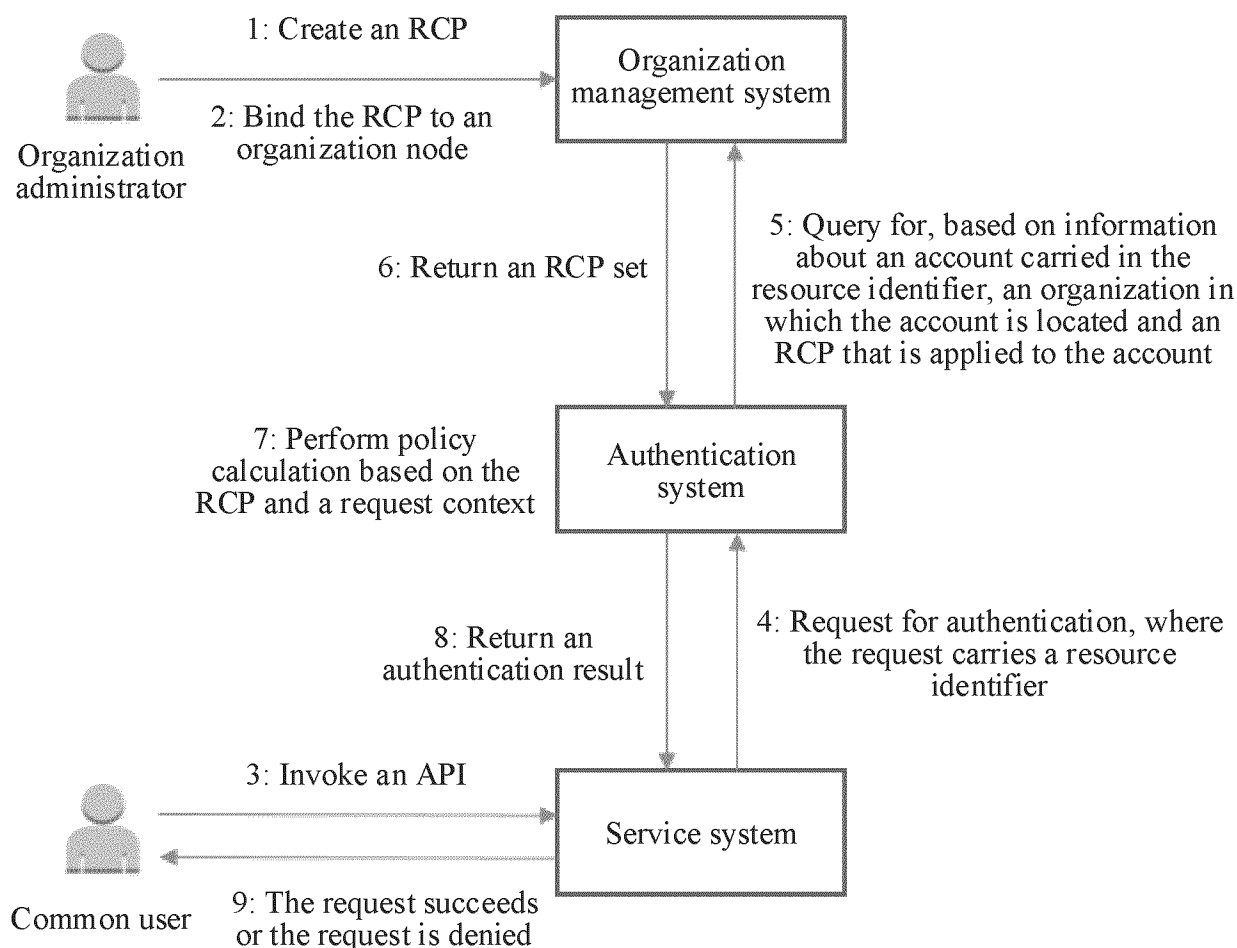 1: Create an RCP
Organization
management system
2: Bind the RCP to an
organization node
Organization
administrator
5: Query for, based on information
about an account carried in the
resource identifier, an organization in
which the account is located and an
RCP that is applied to the account
6: Return an RCP set
7: Perform policy
calculation based on the
RCP and a request context
Authentication
system
8: Return an
authentication result
4: Request for authentication, where
the request carries a resource
identifier
3: Invoke an API
Service system
9: The request succeeds
or the request is denied
Common user